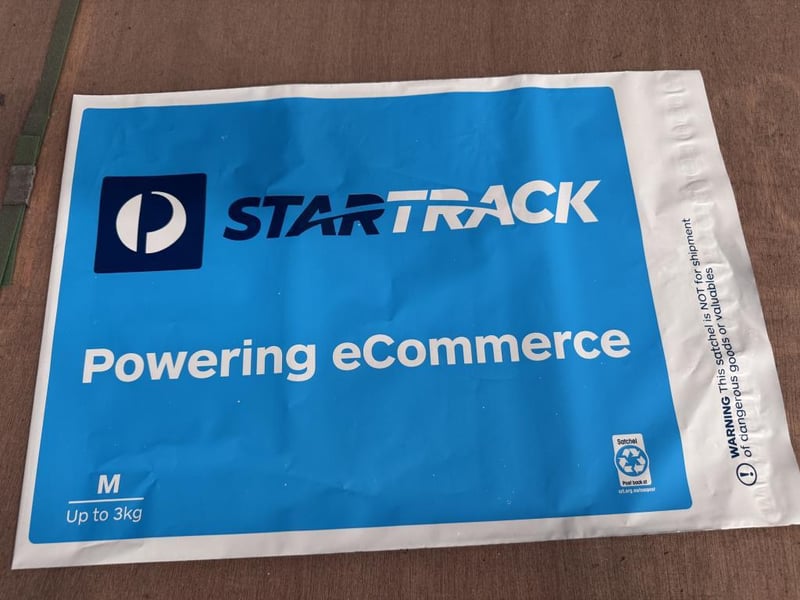 STARTRACK
Powering eCommerce
M
Up to 3kg
Satchel
Post back at
WARNING This satchel is NOT for shipment
of dangerous goods or valuables